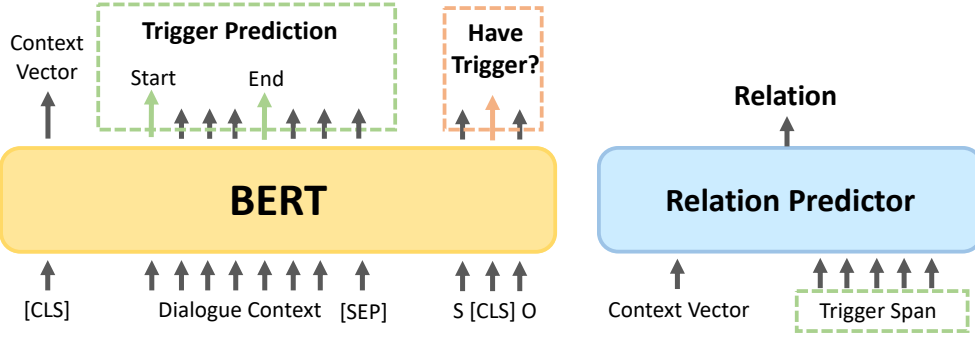 Context
Vector
Trigger Prediction
Start
End
Have
Trigger?
BERT
[CLS]
Dialogue Context
[SEP]
S [CLS] O
Relation
Relation Predictor
Context Vector
Trigger Span